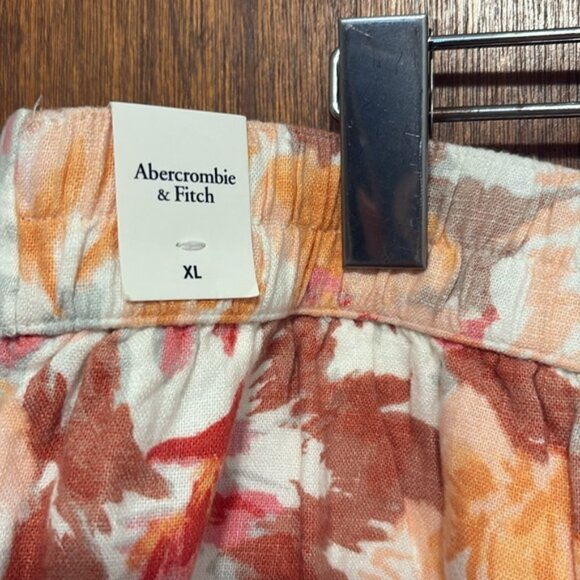 Abercrombie
& Fitch
XL